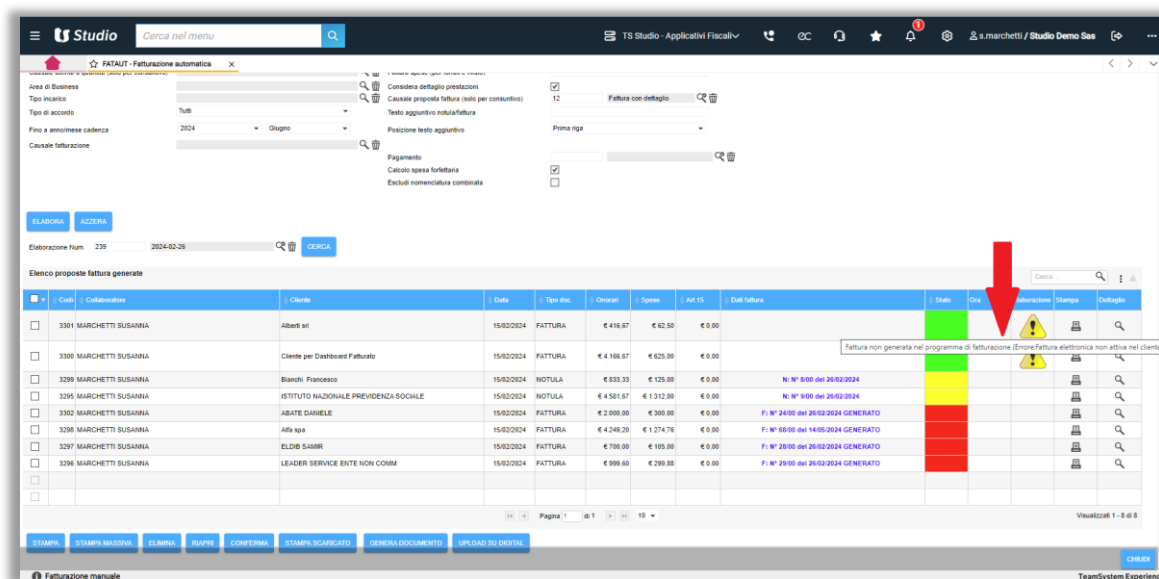 Studio Cerca nel menu TS Studio - Applicativi Fiscali 1 s.marchetti / Studio Demo Sas
FATAUT - Fatturazione automatica x
Area di Business Considera dettaglio prestazioni
Tipo incarico Causale proposta fattura (solo per consuntivo) 12 Fattura con dettaglio
Tipo di accordo Tutti Testo aggiuntivo notula/fattura
Fino a anno/mese cadenza 2024 Giugno Posizione testo aggiuntivo Prima riga
Causale fatturazione
Pagamento
Calcolo spesa forfettaria
Escludi nomenclatura combinata
ELABORA AZZERA
Elaborazione Num. 239 2024-02-26 CERCA
Elenco proposte fattura generate Cerca...
Codi Collaboratore Cliente Data Tipo doc. Onorari Spese Art 15 Dati fattura Stato Ora Stampa Dettaglio
3301 MARCHETTI SUSANNA Alberti srl 15/02/2024 FATTURA € 416,67 € 62,50 € 0,00
Fattura non generata nel programma di fatturazione (Errore:Fattura elettronica non attiva nel cliente
3300 MARCHETTI SUSANNA Cliente per Dashboard Fatturato 15/02/2024 FATTURA € 4.166,67 € 625,00 € 0,00
3299 MARCHETTI SUSANNA Bianchi Francesco 15/02/2024 NOTULA € 833,33 € 125,00 € 0,00 N: N° 8/00 del 26/02/2024
3295 MARCHETTI SUSANNA ISTITUTO NAZIONALE PREVIDENZA SOCIALE 15/02/2024 NOTULA € 4.581,67 € 1.312,00 € 0,00 N: N° 9/00 del 26/02/2024
3302 MARCHETTI SUSANNA ABATE DANIELE 15/02/2024 FATTURA € 2.000,00 € 300,00 € 0,00 F: N° 24/00 del 26/02/2024 GENERATO
3298 MARCHETTI SUSANNA Alfa spa 15/02/2024 FATTURA € 4.249,20 € 1.274,76 € 0,00 F: N° 68/00 del 14/05/2024 GENERATO
3297 MARCHETTI SUSANNA ELDIB SAMIR 15/02/2024 FATTURA € 700,00 € 105,00 € 0,00 F: N° 28/00 del 26/02/2024 GENERATO
3296 MARCHETTI SUSANNA LEADER SERVICE ENTE NON COMM 15/02/2024 FATTURA € 999,60 € 299,88 € 0,00 F: N° 29/00 del 26/02/2024 GENERATO
Pagina 1 di 1 10 Visualizzati 1 - 8 di 8
STAMPA STAMPA MASSIVA ELIMINA RIAPRI CONFERMA STAMPA SCARICATO GENERA DOCUMENTO UPLOAD SU DIGITAL
CHIUDI
Fatturazione manuale TeamSystem Experience